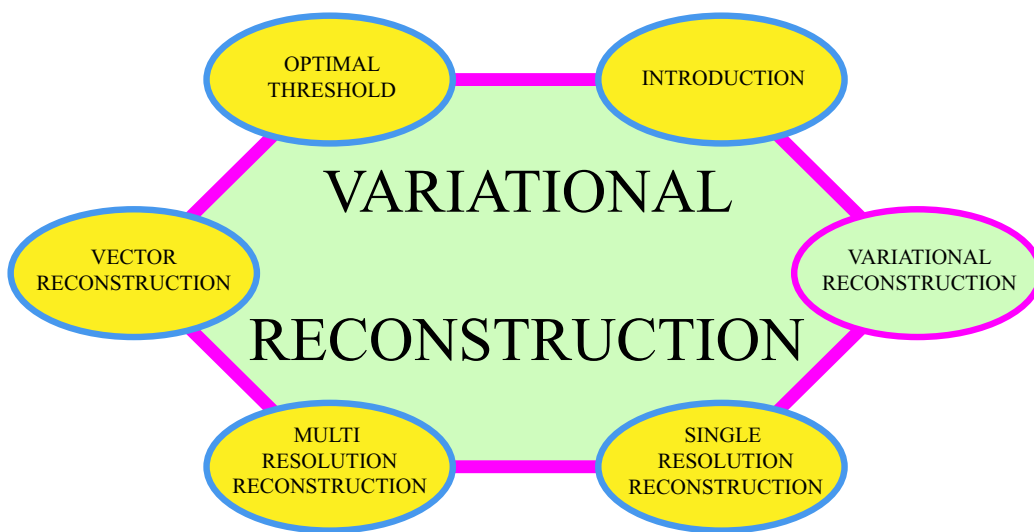 OPTIMAL
THRESHOLD
INTRODUCTION
VARIATIONAL
RECONSTRUCTION
VECTOR
RECONSTRUCTION
VARIATIONAL
RECONSTRUCTION
MULTI
RESOLUTION
RECONSTRUCTION
SINGLE
RESOLUTION
RECONSTRUCTION